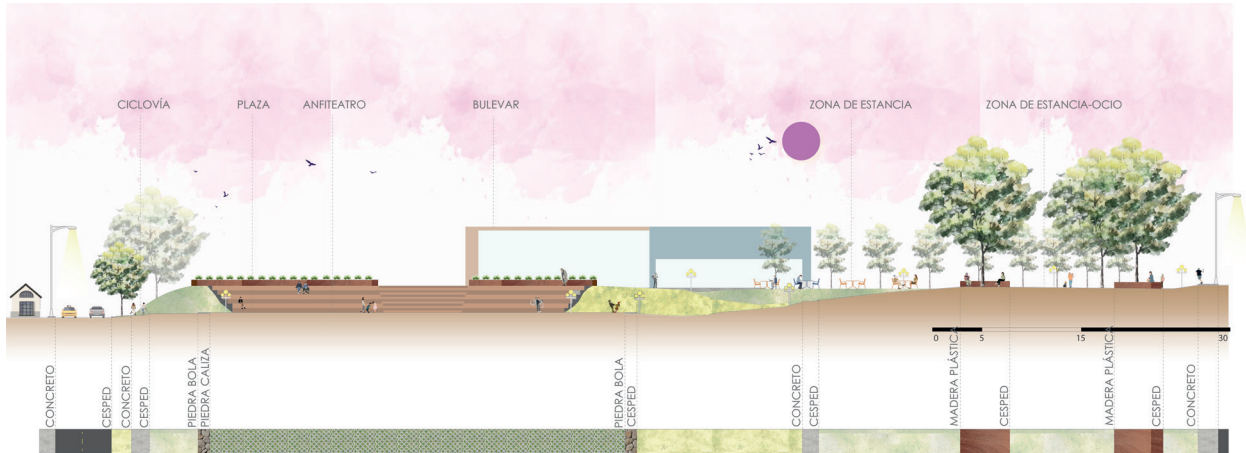 CICLOVÍA
PLAZA
ANFITEATRO
BULEVAR
ZONA DE ESTANCIA
ZONA DE ESTANCIA-OCIO
0
5
15
30
CONCRETO
CESPED
CONCRETO
CESPED
PIEDRA BOLA
PIEDRA CALIZA
PIEDRA BOLA
CESPED
CONCRETO
CESPED
MADERA PLÁSTICA
CESPED
MADERA PLÁSTICA
CESPED
CONCRETO